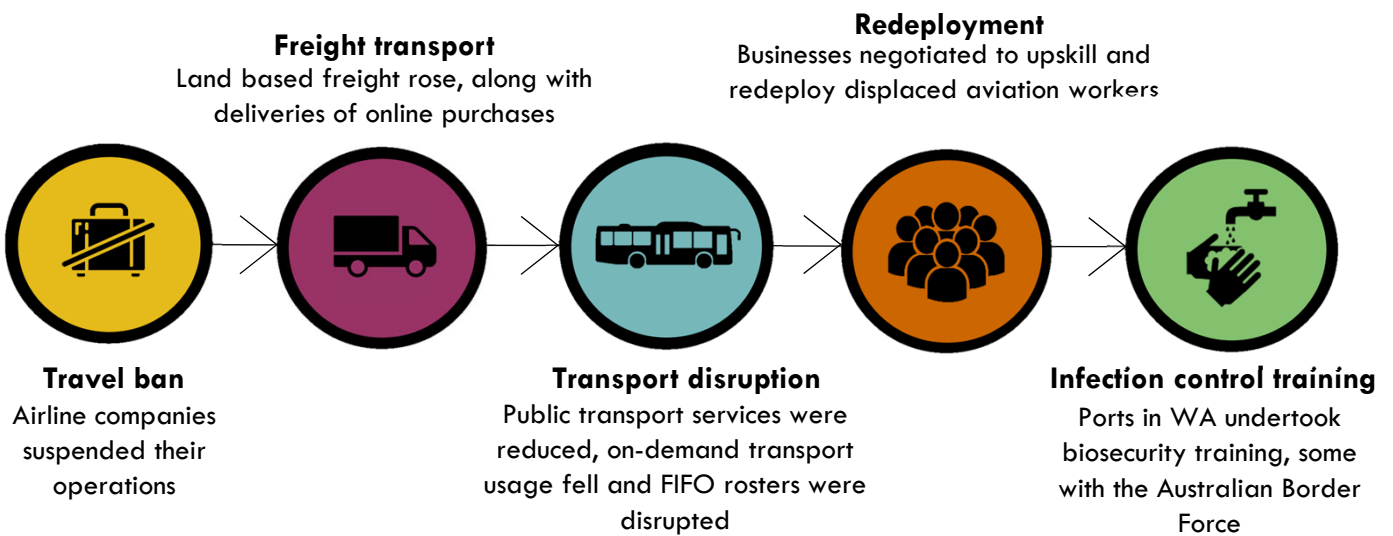 Travel ban
Airline companies
suspended their
operations
Freight transport
Land based freight rose, along with
deliveries of online purchases
Transport disruption
Public transport services were
reduced, on-demand transport
usage fell and FIFO rosters were
disrupted
Redeployment
Businesses negotiated to upskill and
redeploy displaced aviation workers
Infection control training
Ports in WA undertook
biosecurity training, some
with the Australian Border
Force